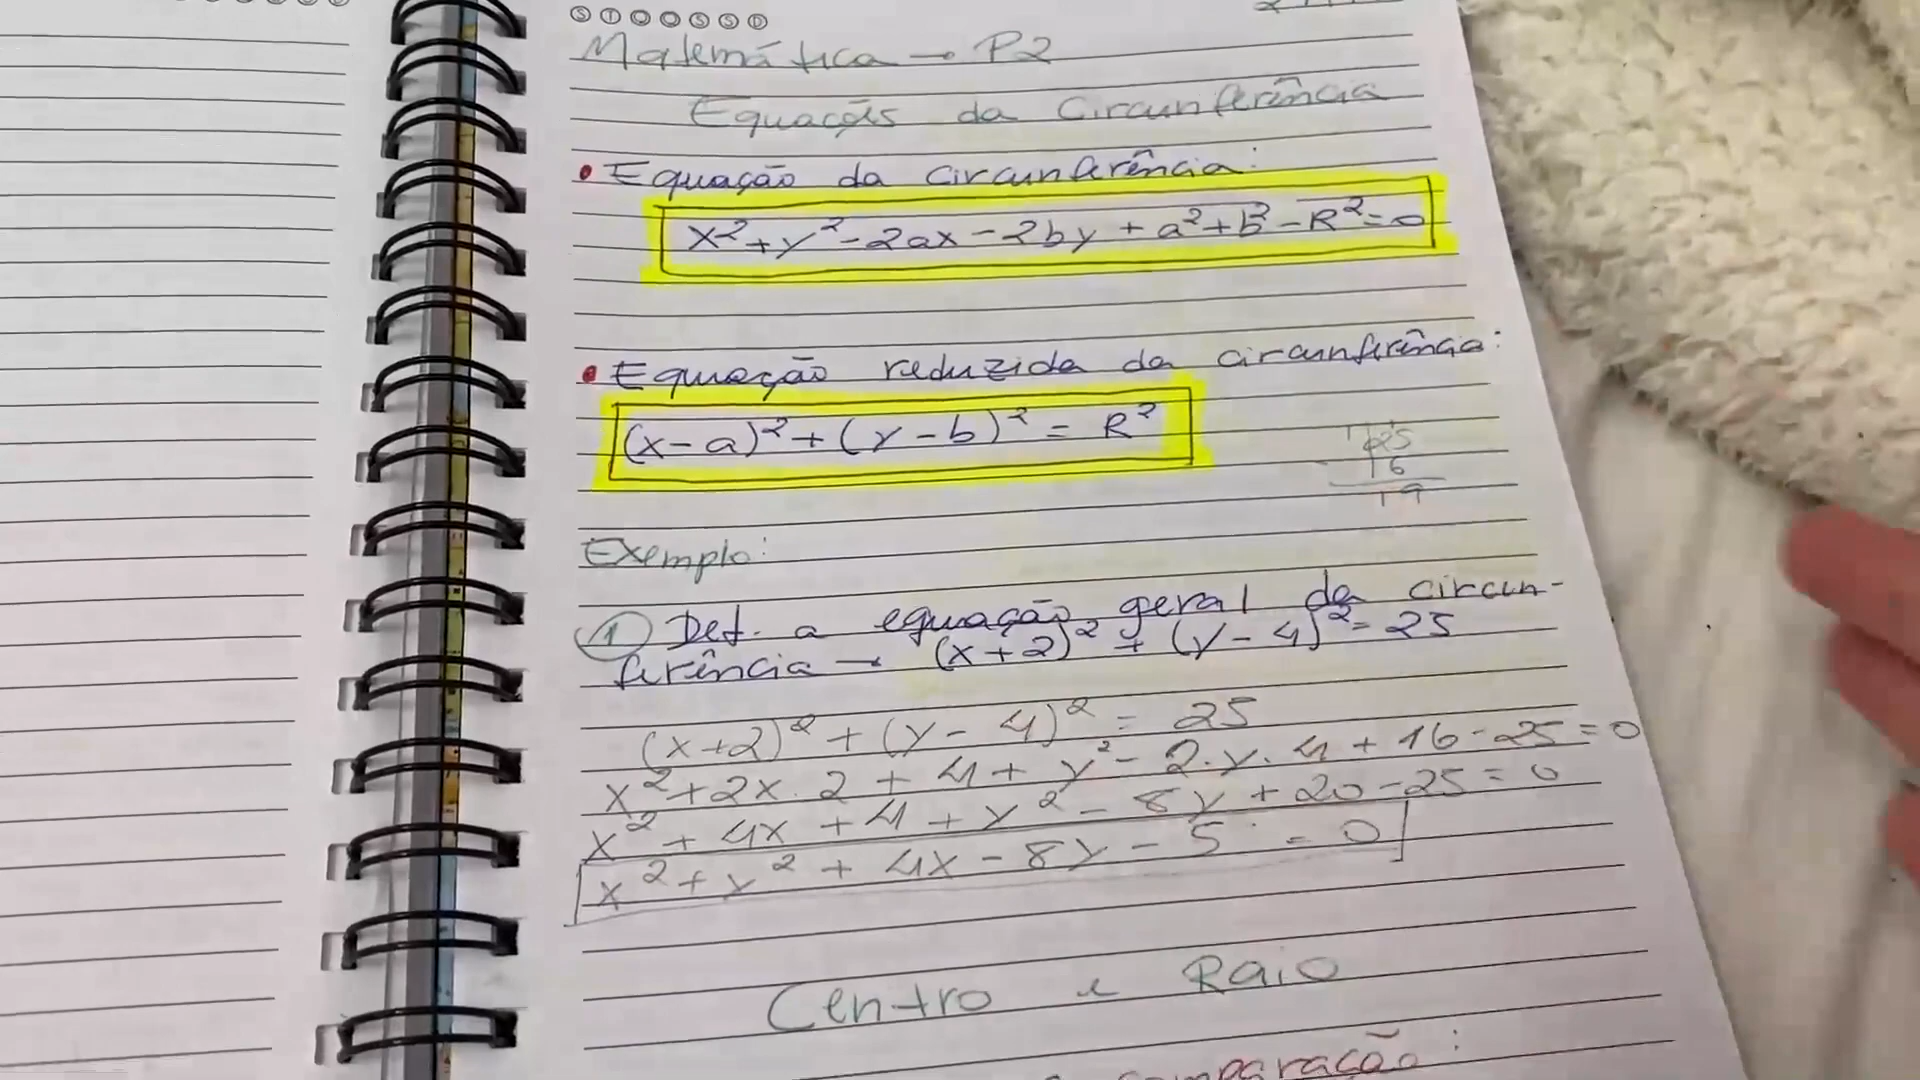 S T Q Q S S D
Matemática → P2
Equações da Circunferência
• Equação da circunferência:
x² + y² - 2ax - 2by + a² + b² - R² = 0
• Equação reduzida da circunferência:
(x - a)² + (y - b)² = R²
25
16
19
Exemplo:
1 Det. a equação geral da circun-
ferência → (x+2)² + (y - 4)² = 25
(x+2)² + (y - 4)² = 25
x² + 2x . 2 + 4 + y² - 2.y.4 + 16 - 25 = 0
x² + 4x + 4 + y² - 8y + 20 - 25 = 0
x² + y² + 4x - 8y - 5 = 0
Centro e Raio
comparação: